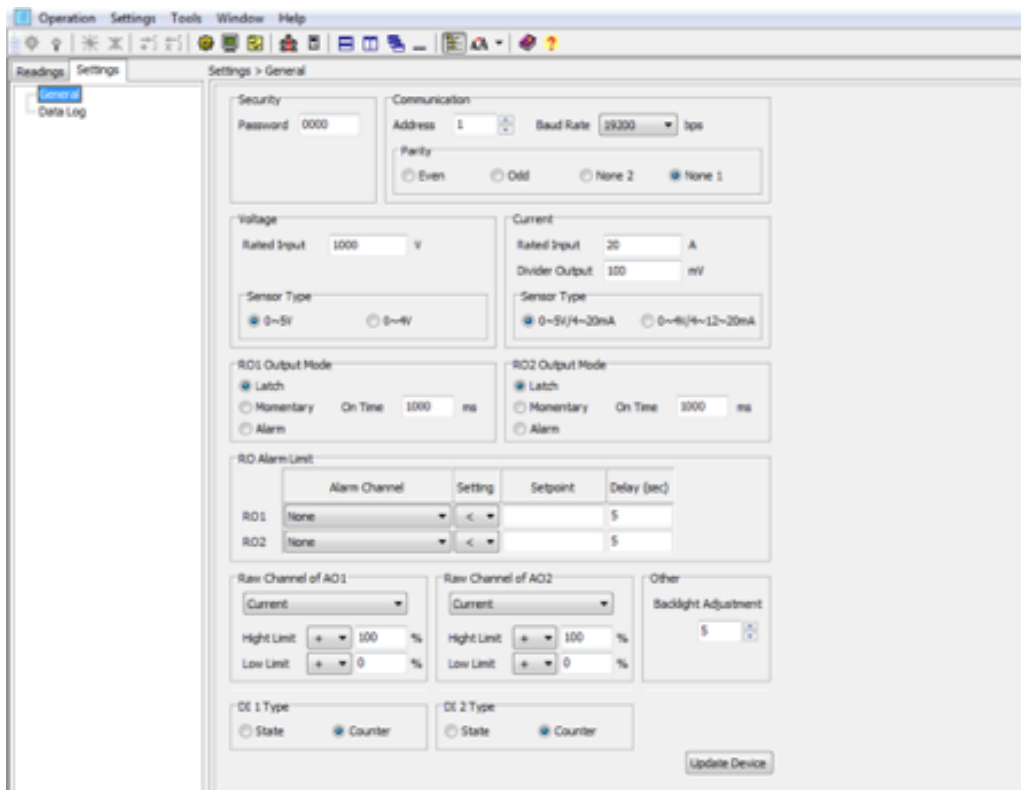 Operation Settings Tools Window Help
Readings Settings
Settings > General
General
Data Log
Security
Password 0000
Communication
Address 1 Baud Rate 19200 bps
Parity
Even Odd None 2 None 1
Voltage
Rated Input 1000 V
Sensor Type
0~5V 0~4V
Current
Rated Input 20 A
Divider Output 100 mV
Sensor Type
0~5V/4~20mA 0~4V/4~12~20mA
RO1 Output Mode
Latch
Momentary On Time 1000 ms
Alarm
RO2 Output Mode
Latch
Momentary On Time 1000 ms
Alarm
RO Alarm Limit
Alarm Channel Setting Setpoint Delay (sec)
RO1 None < 5
RO2 None < 5
Raw Channel of AO1
Current
Hight Limit + 100 %
Low Limit + 0 %
Raw Channel of AO2
Current
Hight Limit + 100 %
Low Limit + 0 %
Other
Backlight Adjustment
5
DI 1 Type
State Counter
DI 2 Type
State Counter
Update Device